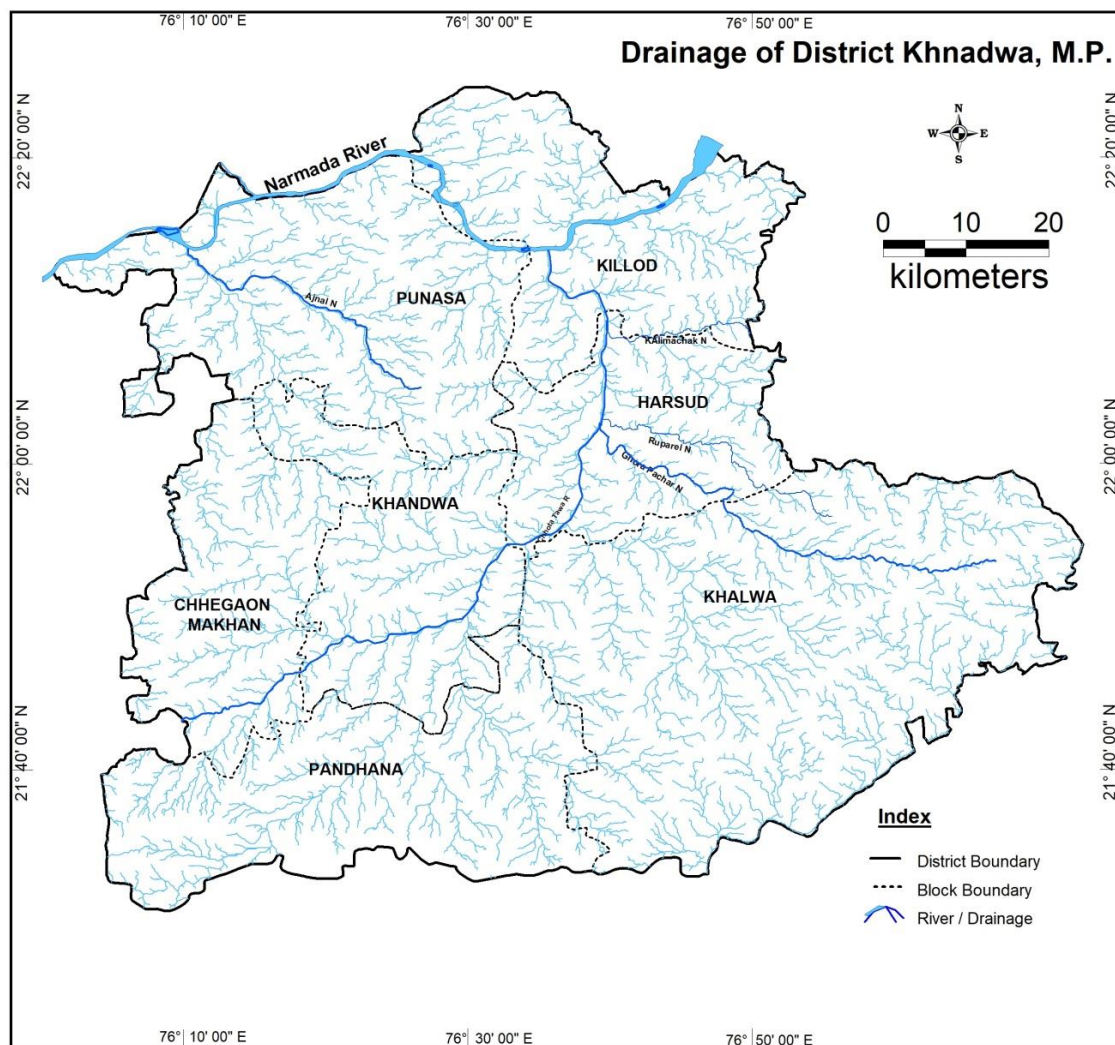 76° 10' 00" E
76° 30' 00" E
76° 50' 00" E
Drainage of District Khnadwa, M.P.
22° 20' 00" N
22° 20' 00" N
N
W
E
S
Narmada River
0
10
20
kilometers
KILLOD
PUNASA
Ajnal N
KAlimachak N
HARSUD
Ruparel N
22° 00' 00" N
22° 00' 00" N
Ghora Pachar N
KHANDWA
Tawa R
KHALWA
CHHEGAON
MAKHAN
21° 40' 00" N
21° 40' 00" N
PANDHANA
Index
District Boundary
Block Boundary
River / Drainage
76° 10' 00" E
76° 30' 00" E
76° 50' 00" E